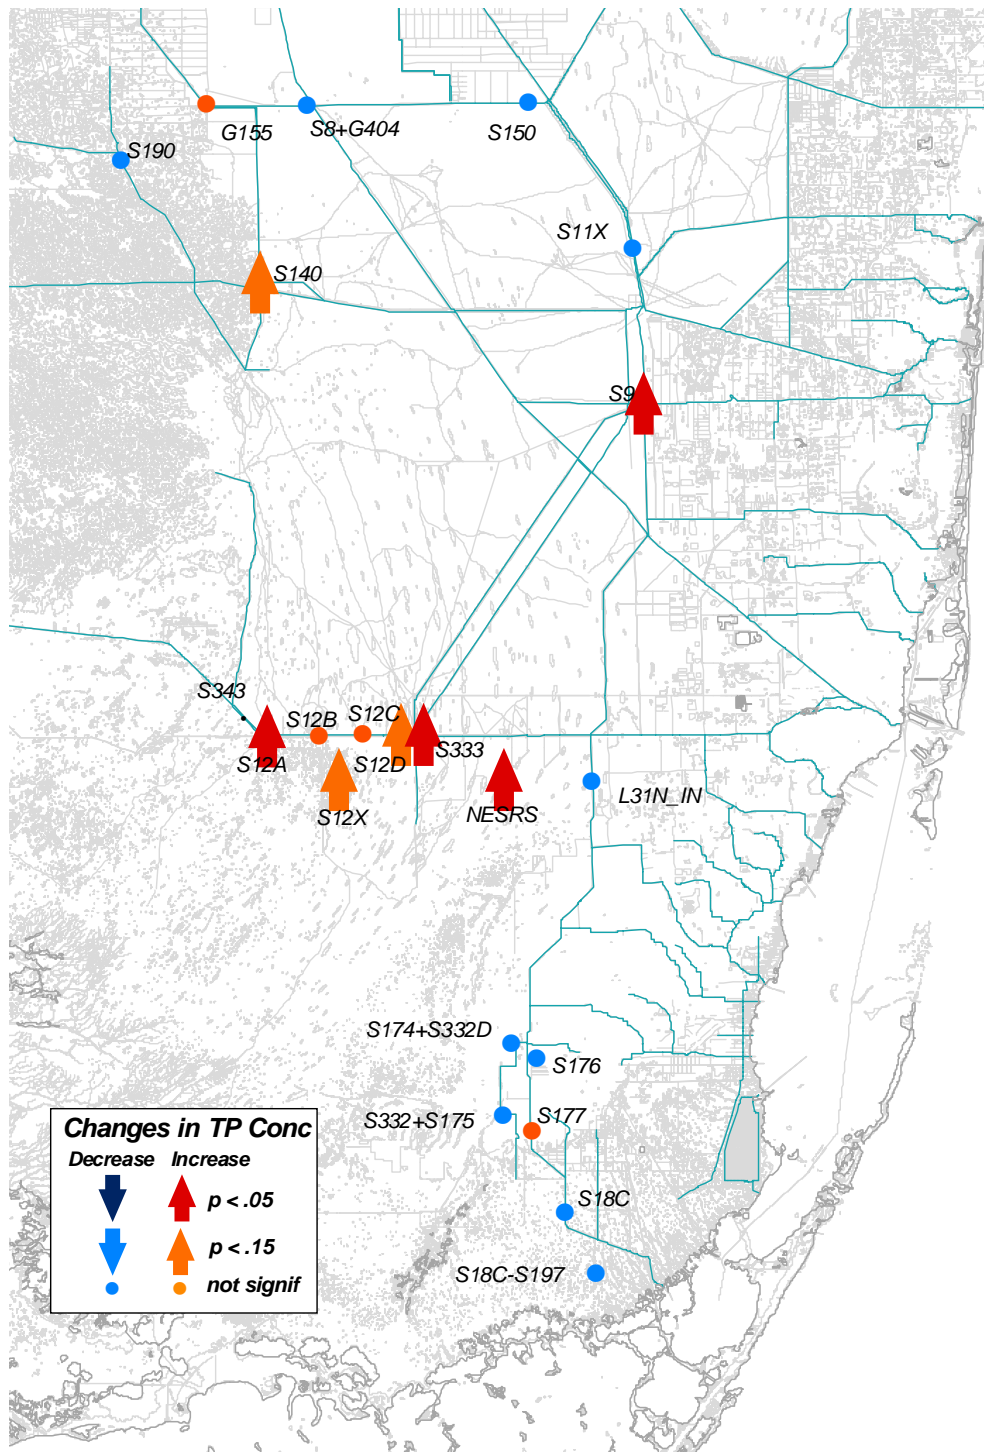 G155
S8+G404
S150
S190
S11X
S140
S9
S343
S12B
S12C
S12A
S12D
S333
S12X
NESRS
L31N_IN
S174+S332D
S176
S332+S175
S177
S18C
S18C-S197
Changes in TP Conc
Decrease Increase
p < .05
p < .15
not signif